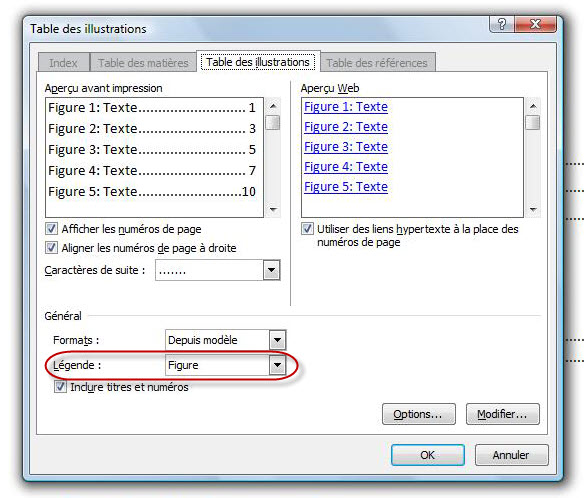 Table des illustrations
Index
Table des matières
Table des illustrations
Table des références
Aperçu avant impression
Figure 1: Texte.......................... 1
Figure 2: Texte.......................... 3
Figure 3: Texte.......................... 5
Figure 4: Texte.......................... 7
Figure 5: Texte.........................10
Aperçu Web
Figure 1: Texte
Figure 2: Texte
Figure 3: Texte
Figure 4: Texte
Figure 5: Texte
Afficher les numéros de page
Aligner les numéros de page à droite
Caractères de suite : .......
Utiliser des liens hypertexte à la place des
numéros de page
Général
Formats : Depuis modèle
Légende : Figure
Inclure titres et numéros
Options...
Modifier...
OK
Annuler